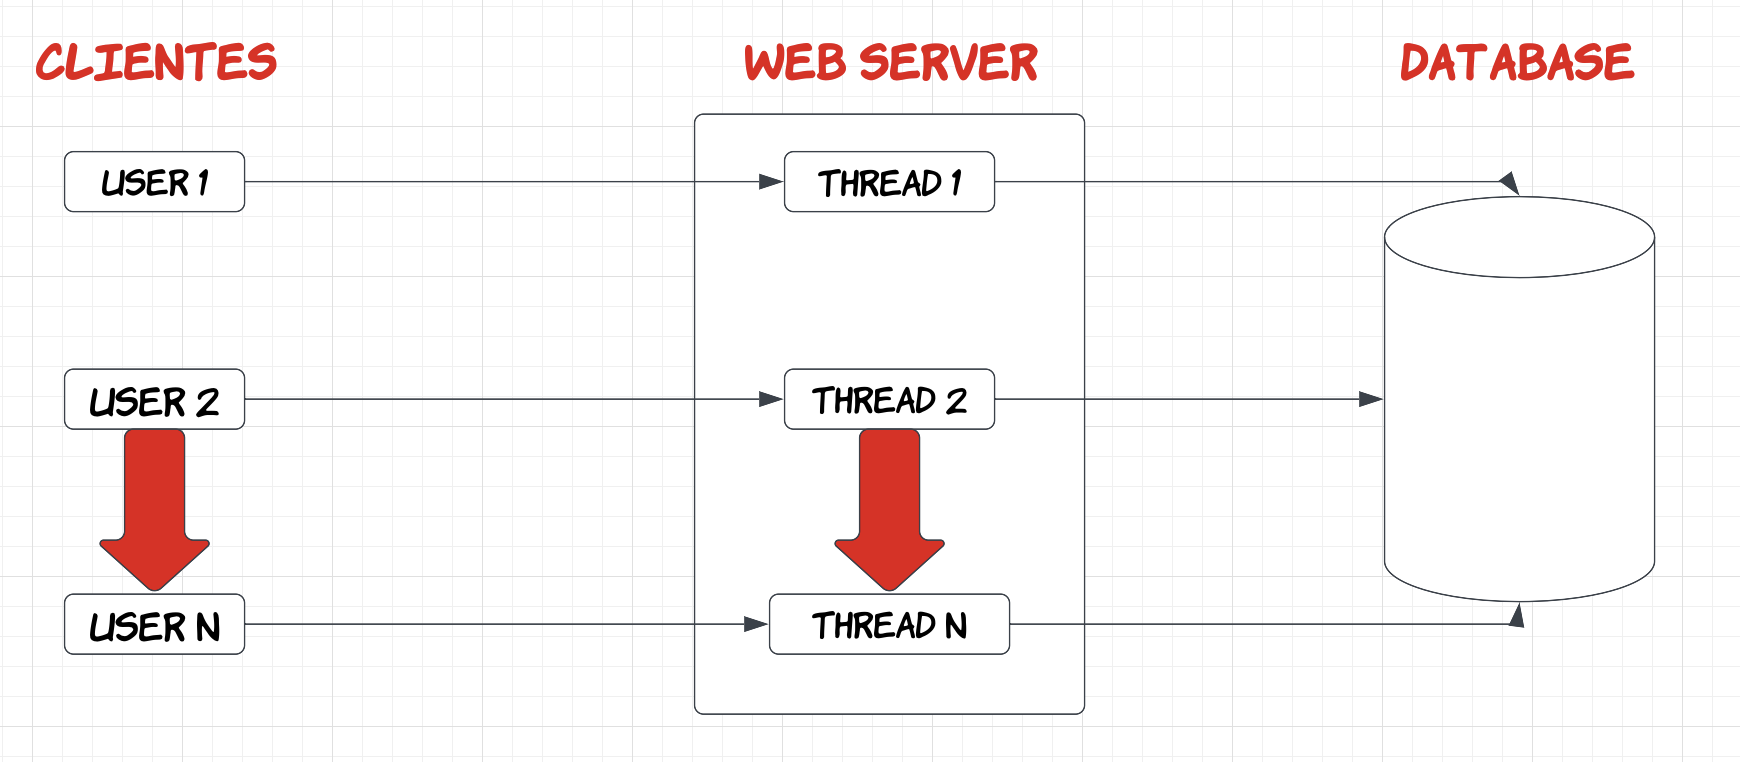 CLIENTES
WEB SERVER
DATABASE
USER 1
THREAD 1
USER 2
THREAD 2
USER N
THREAD N